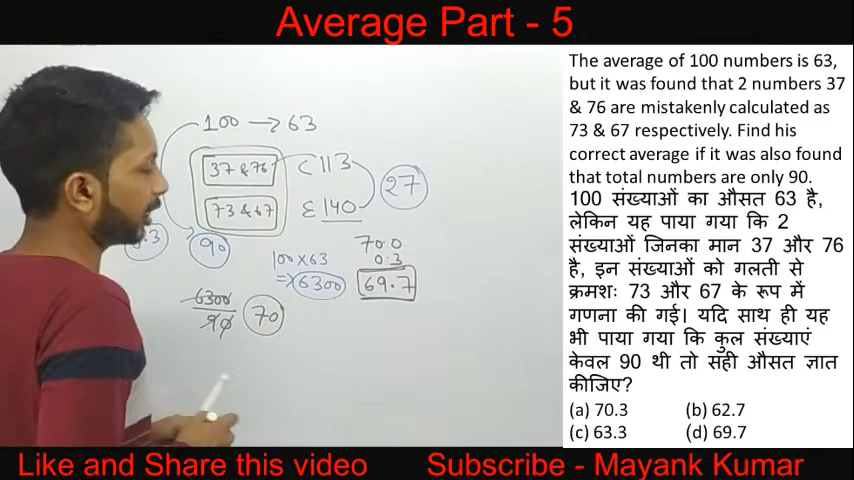 Average Part - 5
The average of 100 numbers is 63,
but it was found that 2 numbers 37
& 76 are mistakenly calculated as
73 & 67 respectively. Find his
correct average if it was also found
that total numbers are only 90.
100 संख्याओं का औसत 63 है,
लेकिन यह पाया गया कि 2
संख्याओं जिनका मान 37 और 76
है, इन संख्याओं को गलती से
क्रमशः 73 और 67 के रूप में
गणना की गई। यदि साथ ही यह
भी पाया गया कि कुल संख्याएं
केवल 90 थी तो सही औसत ज्ञात
कीजिए?
(a) 70.3 (b) 62.7
(c) 63.3 (d) 69.7
100 → 63
37 & 76 113
73 & 67 140
27
90
.3
100 × 63
⇒ 6300
70.0
0.3
69.7
6300
90
70
Like and Share this video Subscribe - Mayank Kumar